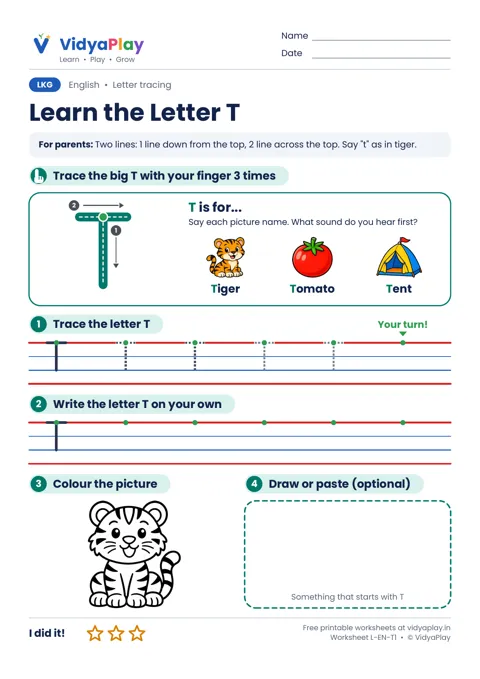 VidyaPlay
Learn • Play • Grow
Name
Date
LKG English • Letter tracing
Learn the Letter T
For parents: Two lines: 1 line down from the top, 2 line across the top. Say "t" as in tiger.
Trace the big T with your finger 3 times
2
1
T is for...
Say each picture name. What sound do you hear first?
Tiger Tomato Tent
1 Trace the letter T
Your turn!
T T T T T
2 Write the letter T on your own
T
3 Colour the picture
4 Draw or paste (optional)
Something that starts with T
I did it!
Free printable worksheets at vidyaplay.in
Worksheet L-EN-T1 • © VidyaPlay